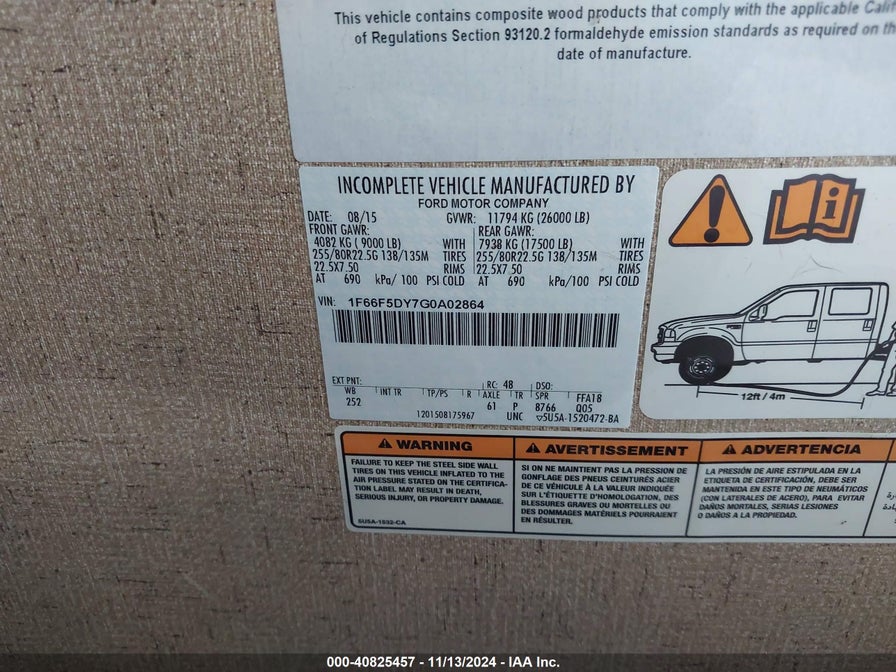 This vehicle contains composite wood products that comply with the applicable
of Regulations Section 93120.2 formaldehyde emission standards as required on
date of manufacture.
INCOMPLETE VEHICLE MANUFACTURED BY
FORD MOTOR COMPANY
DATE: 08/15 GVWR: 11794 KG (26000 LB)
FRONT GAWR: REAR GAWR:
4082 KG ( 9000 LB) WITH 7938 KG (17500 LB) WITH
255/80R22.5G 138/135M TIRES 255/80R22.5G 138/135M TIRES
22.5X7.50 RIMS 22.5X7.50 RIMS
AT 690 kPa/ 100 PSI COLD AT 690 kPa/100 PSI COLD
VIN: 1F66F5DY7G0A02864
EXT PNT: RC: 48 DSO:
WB INT TR TP/PS R AXLE TR SPR FFA18
252 61 P 8766 Q05
1201508175967 UNC ▽5U5A-1520472-BA
12ft / 4m
WARNING
FAILURE TO KEEP THE STEEL SIDE WALL
TIRES ON THIS VEHICLE INFLATED TO THE
AIR PRESSURE STATED ON THE CERTIFICA-
TION LABEL MAY RESULT IN DEATH,
SERIOUS INJURY, OR PROPERTY DAMAGE.
5U5A-1532-CA
AVERTISSEMENT
SI ON NE MAINTIENT PAS LA PRESSION DE
GONFLAGE DES PNEUS CEINTURÉS ACIER
DE CE VÉHICULE À LA VALEUR INDIQUÉE
SUR L'ÉTIQUETTE D'HOMOLOGATION, DES
BLESSURES GRAVES OU MORTELLES OU
DES DOMMAGES MATÉRIELS POURRAIENT
EN RÉSULTER.
ADVERTENCIA
LA PRESIÓN DE AIRE ESTIPULADA EN LA
ETIQUETA DE CERTIFICACIÓN, DEBE SER
MANTENIDA EN ESTE TIPO DE NEUMÁTICOS
(CON LATERALES DE ACERO), PARA EVITAR
DAÑOS MORTALES, SERIAS LESIONES
O DAÑOS A LA PROPIEDAD.
000-40825457 - 11/13/2024 - IAA Inc.